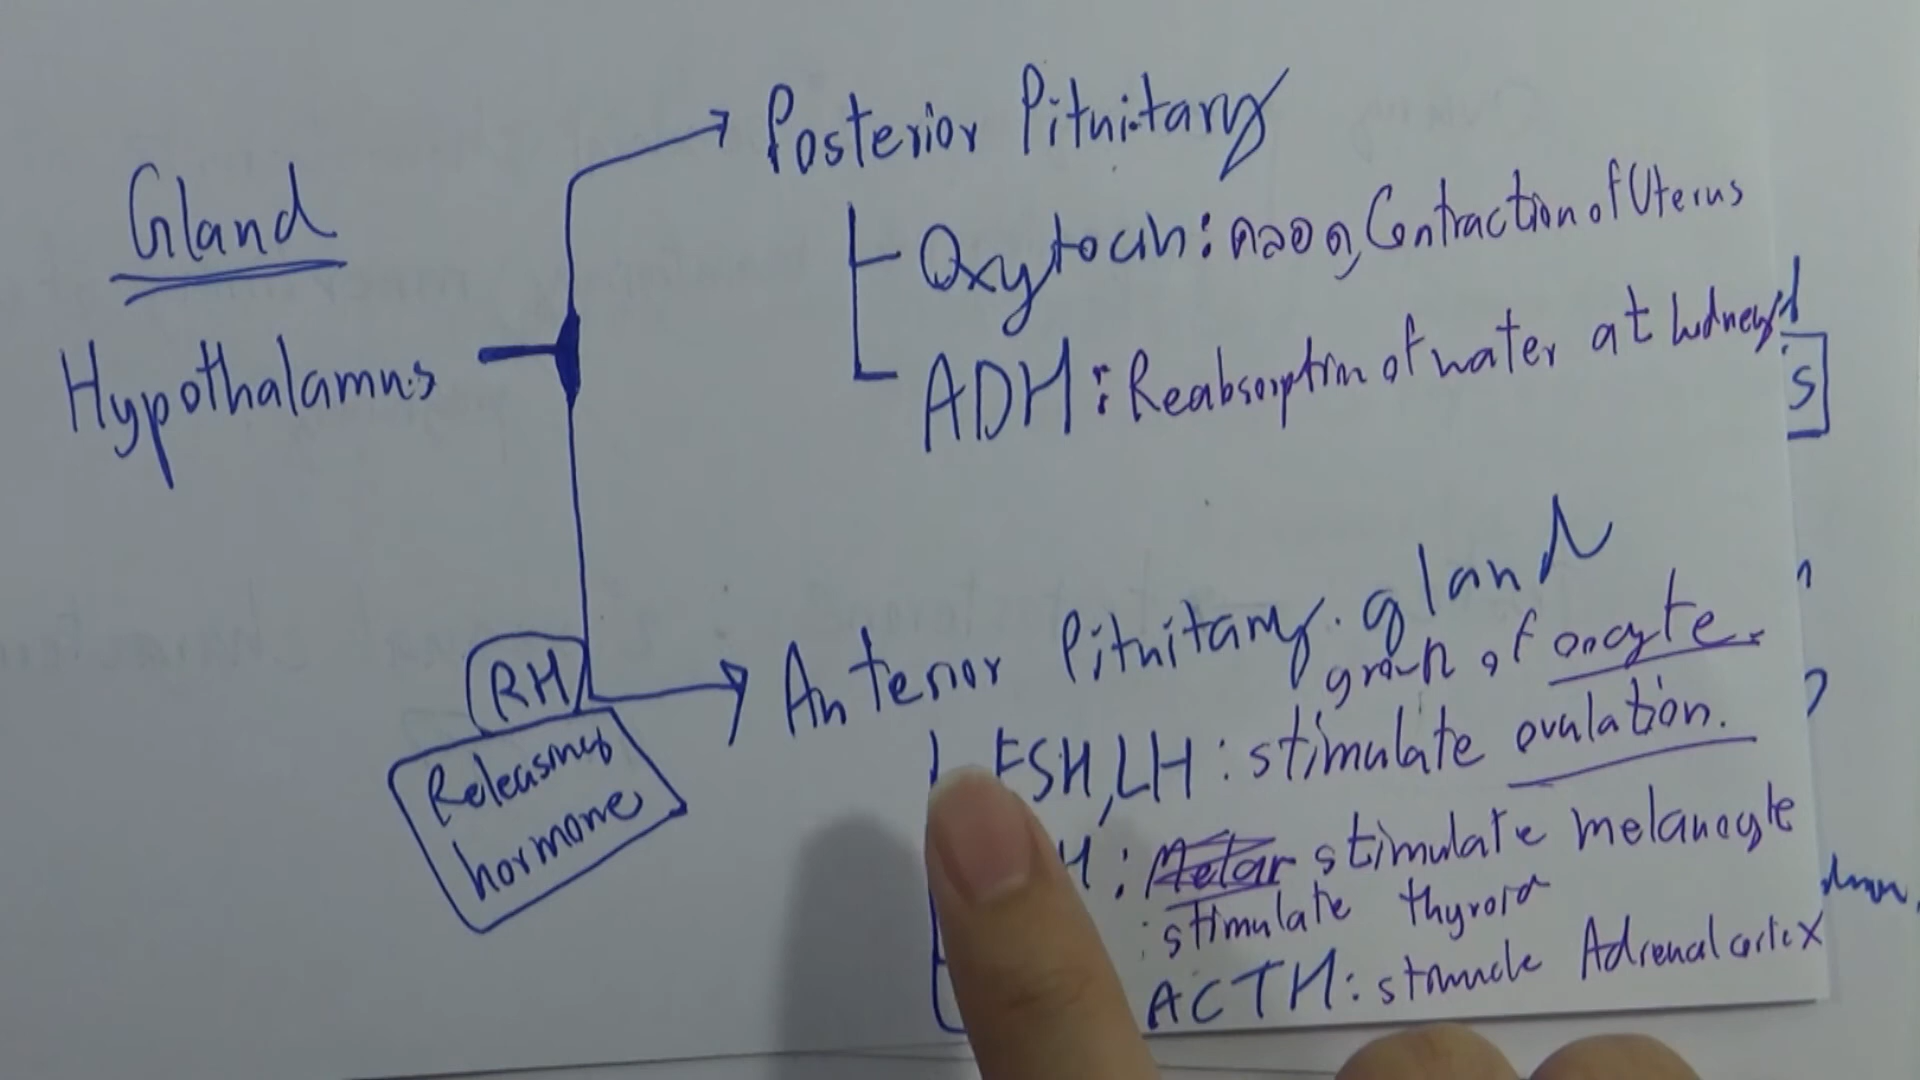 Gland
Hypothalamus
Posterior Pituitary
Oxytocin: คลอด, Contraction of Uterus
ADH: Reabsorption of water at kidney
S
RH
Releasing hormone
Anterior Pituitary gland
growth of oocyte.
FSH, LH: stimulate ovulation.
H: stimulate melanocyte
: stimulate thyroid
ACTH: stimulate Adrenal cortex